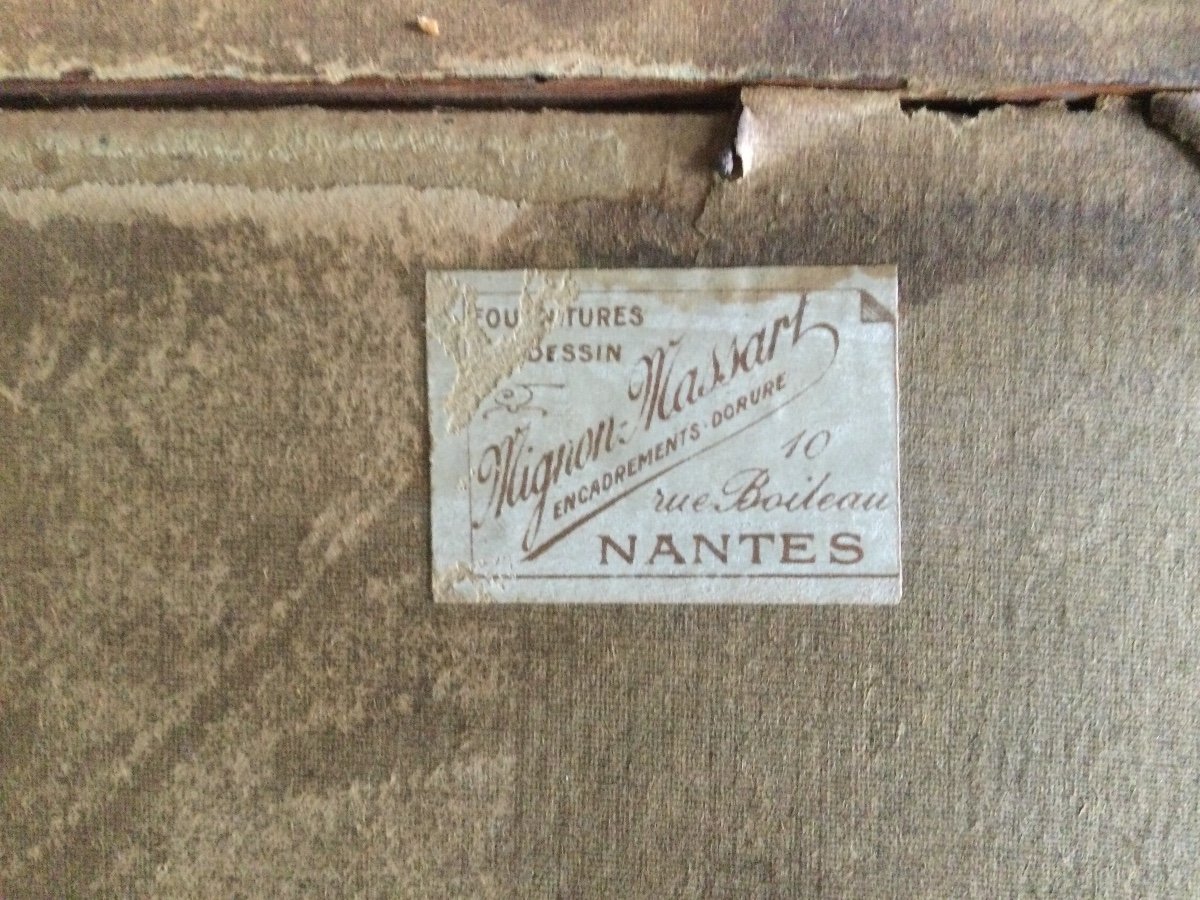 FOURNITURES
DESSIN
Mignon-Massart
ENCADREMENTS·DORURE
10
rue Boileau
NANTES